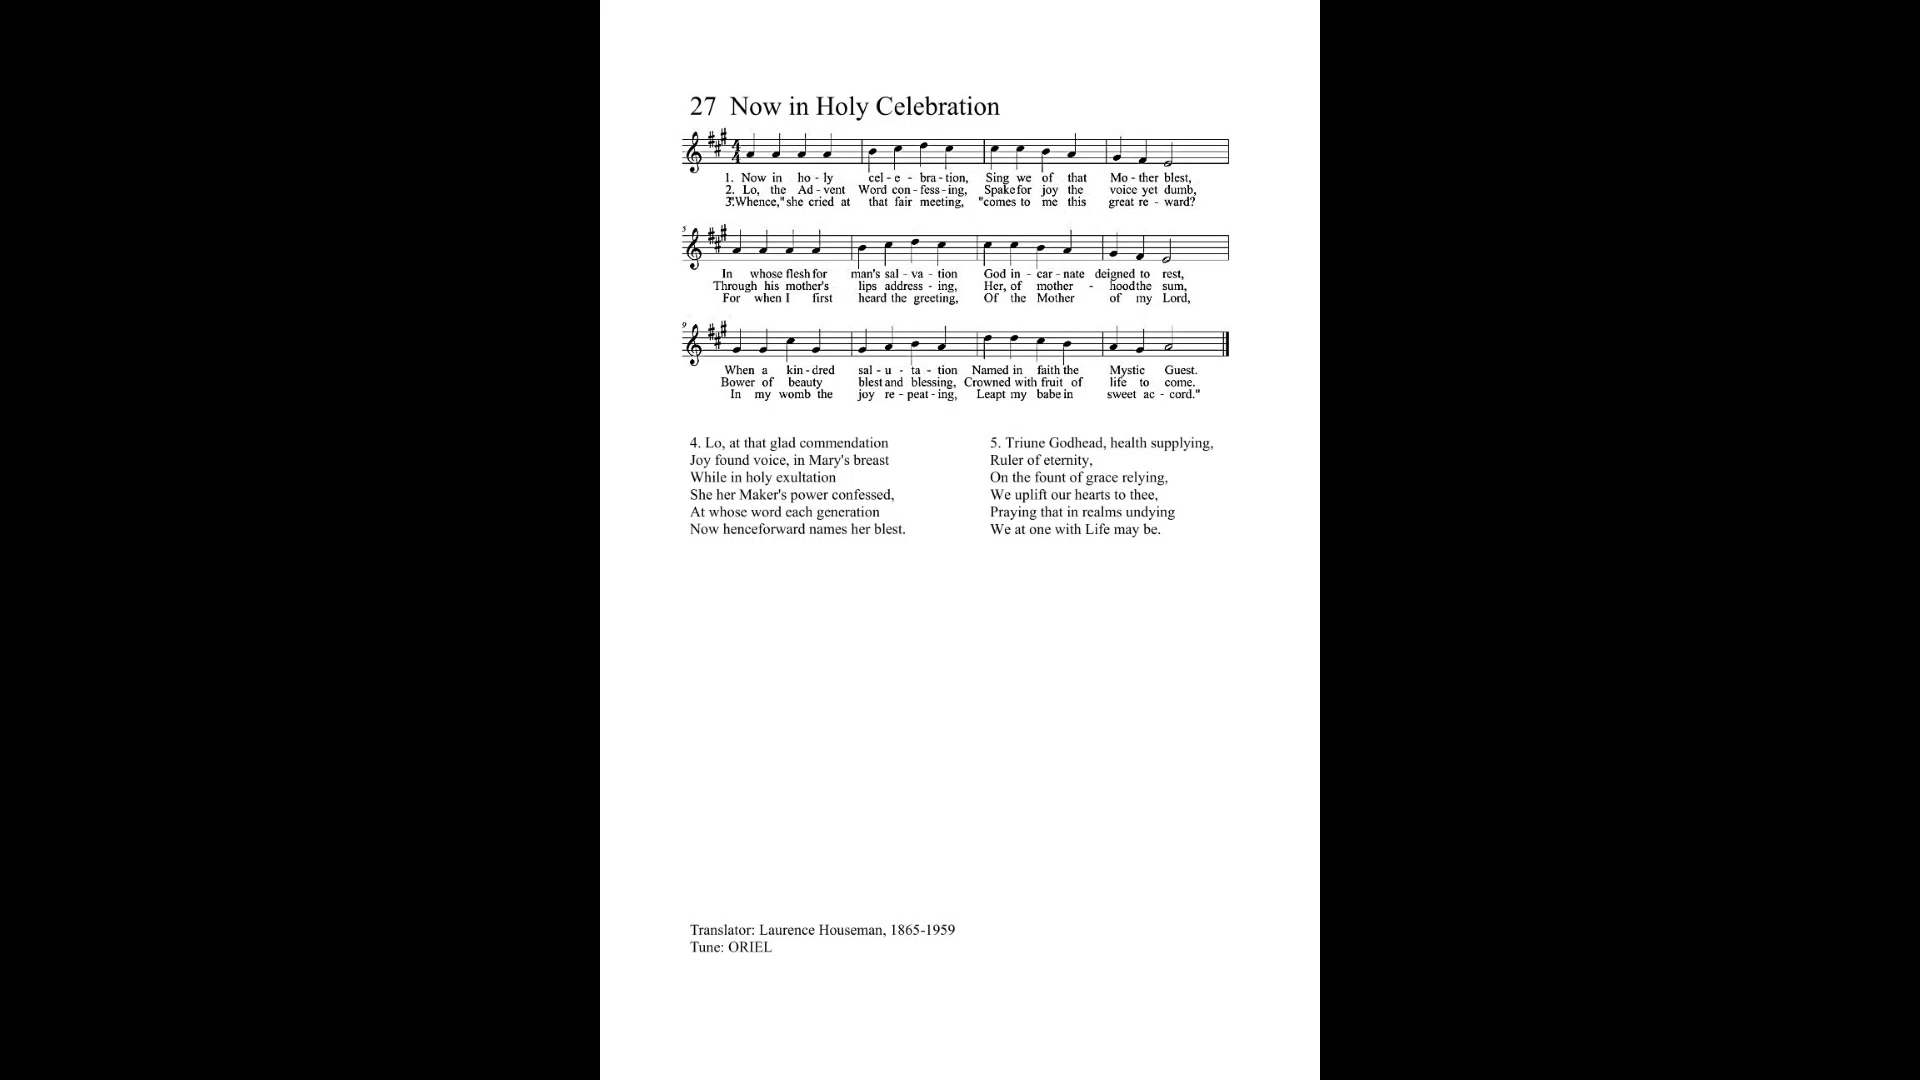 27 Now in Holy Celebration
4
4
1. Now in ho - ly cel - e - bra - tion, Sing we of that Mo - ther blest,
2. Lo, the Ad - vent Word con - fess - ing, Spake for joy the voice yet dumb,
3."Whence," she cried at that fair meeting, "comes to me this great re - ward?
5
In whose flesh for man's sal - va - tion God in - car - nate deigned to rest,
Through his mother's lips address - ing, Her, of mother - hood the sum,
For when I first heard the greeting, Of the Mother of my Lord,
9
When a kin - dred sal - u - ta - tion Named in faith the Mystic Guest.
Bower of beauty blest and blessing, Crowned with fruit of life to come.
In my womb the joy re - peat - ing, Leapt my babe in sweet ac - cord."
4. Lo, at that glad commendation
Joy found voice, in Mary's breast
While in holy exultation
She her Maker's power confessed,
At whose word each generation
Now henceforward names her blest.
5. Triune Godhead, health supplying,
Ruler of eternity,
On the fount of grace relying,
We uplift our hearts to thee,
Praying that in realms undying
We at one with Life may be.
Translator: Laurence Houseman, 1865-1959
Tune: ORIEL